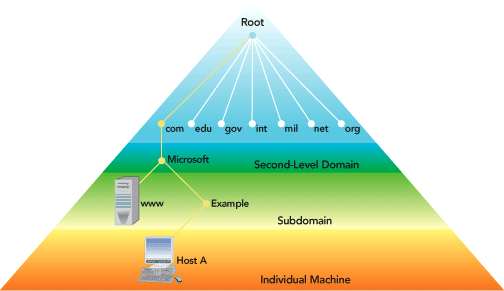 Root
com edu gov int mil net org
Microsoft
Second-Level Domain
www
Example
Subdomain
Host A
Individual Machine